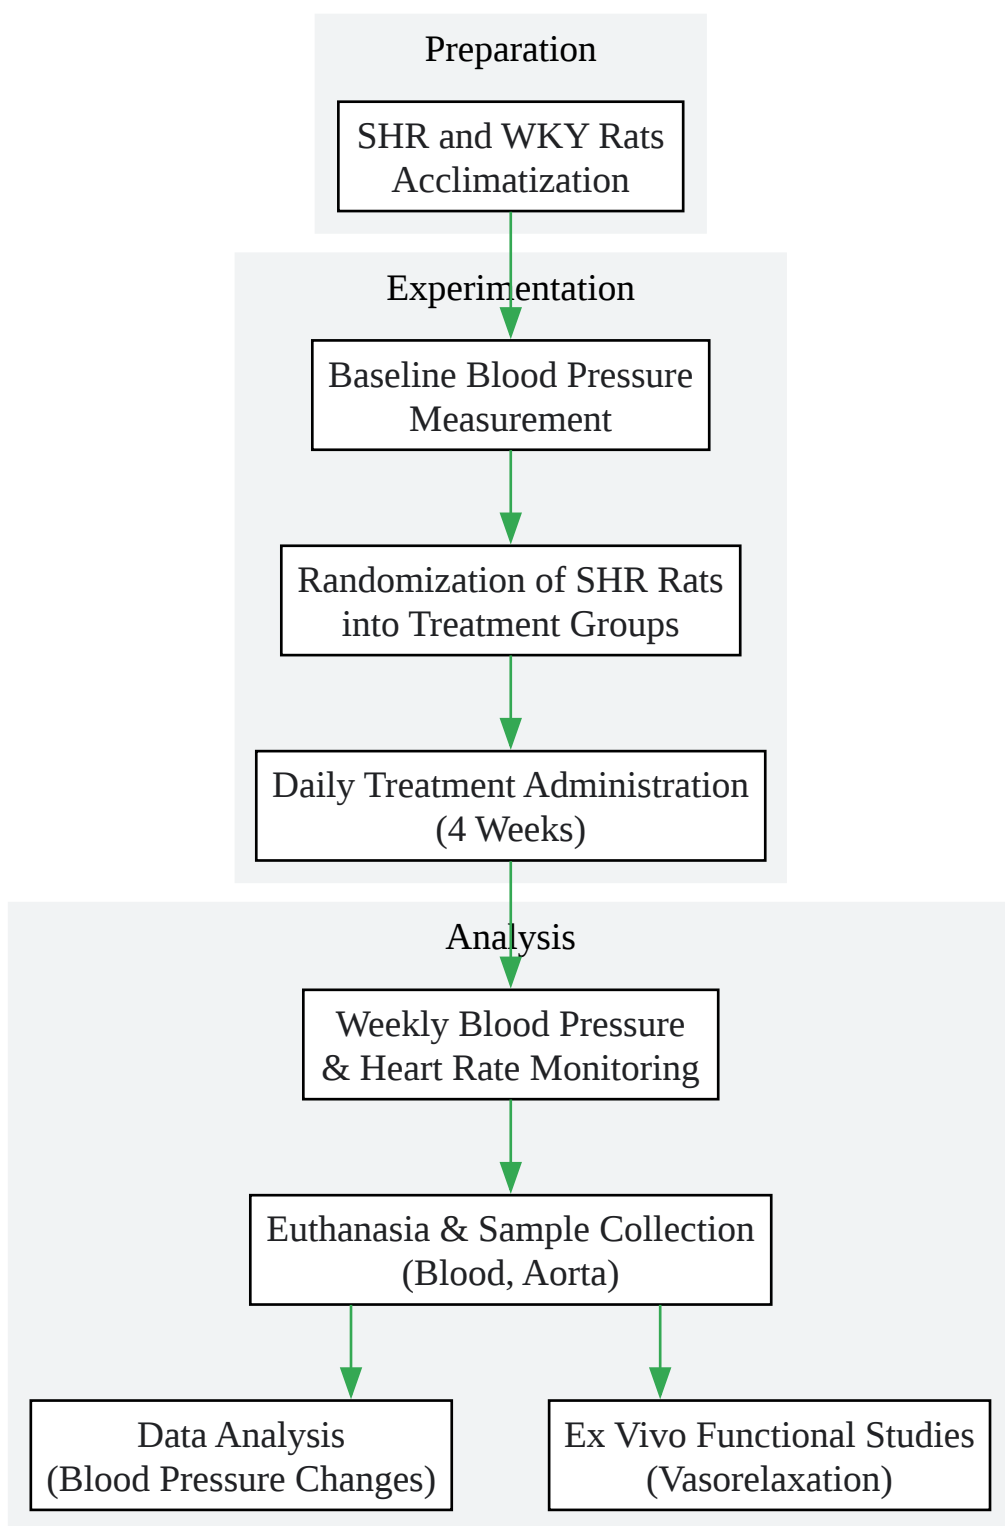 Preparation
SHR and WKY Rats
Acclimatization
Experimentation
Baseline Blood Pressure
Measurement
Randomization of SHR Rats
into Treatment Groups
Daily Treatment Administration
(4 Weeks)
Analysis
Weekly Blood Pressure
& Heart Rate Monitoring
Euthanasia & Sample Collection
(Blood, Aorta)
Data Analysis
(Blood Pressure Changes)
Ex Vivo Functional Studies
(Vasorelaxation)